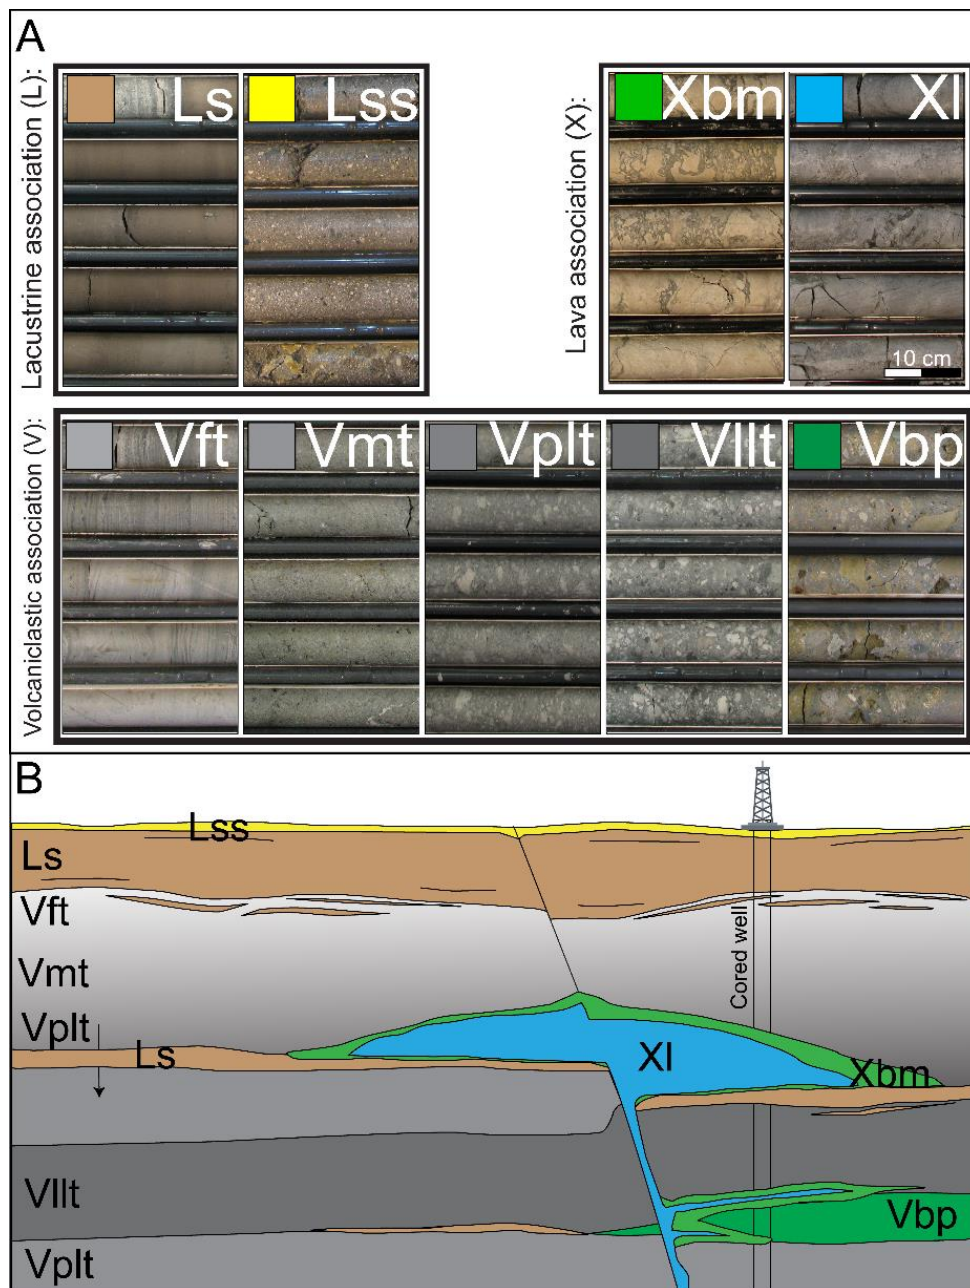 A
Lacustrine association (L):
Ls
Lss
Lava association (X):
Xbm
Xl
10 cm
Volcaniclastic association (V):
Vft
Vmt
Vplt
Vllt
Vbp
B
Lss
Ls
Vft
Vmt
Cored well
Vplt
Ls
Xl
Xbm
Vllt
Vbp
Vplt